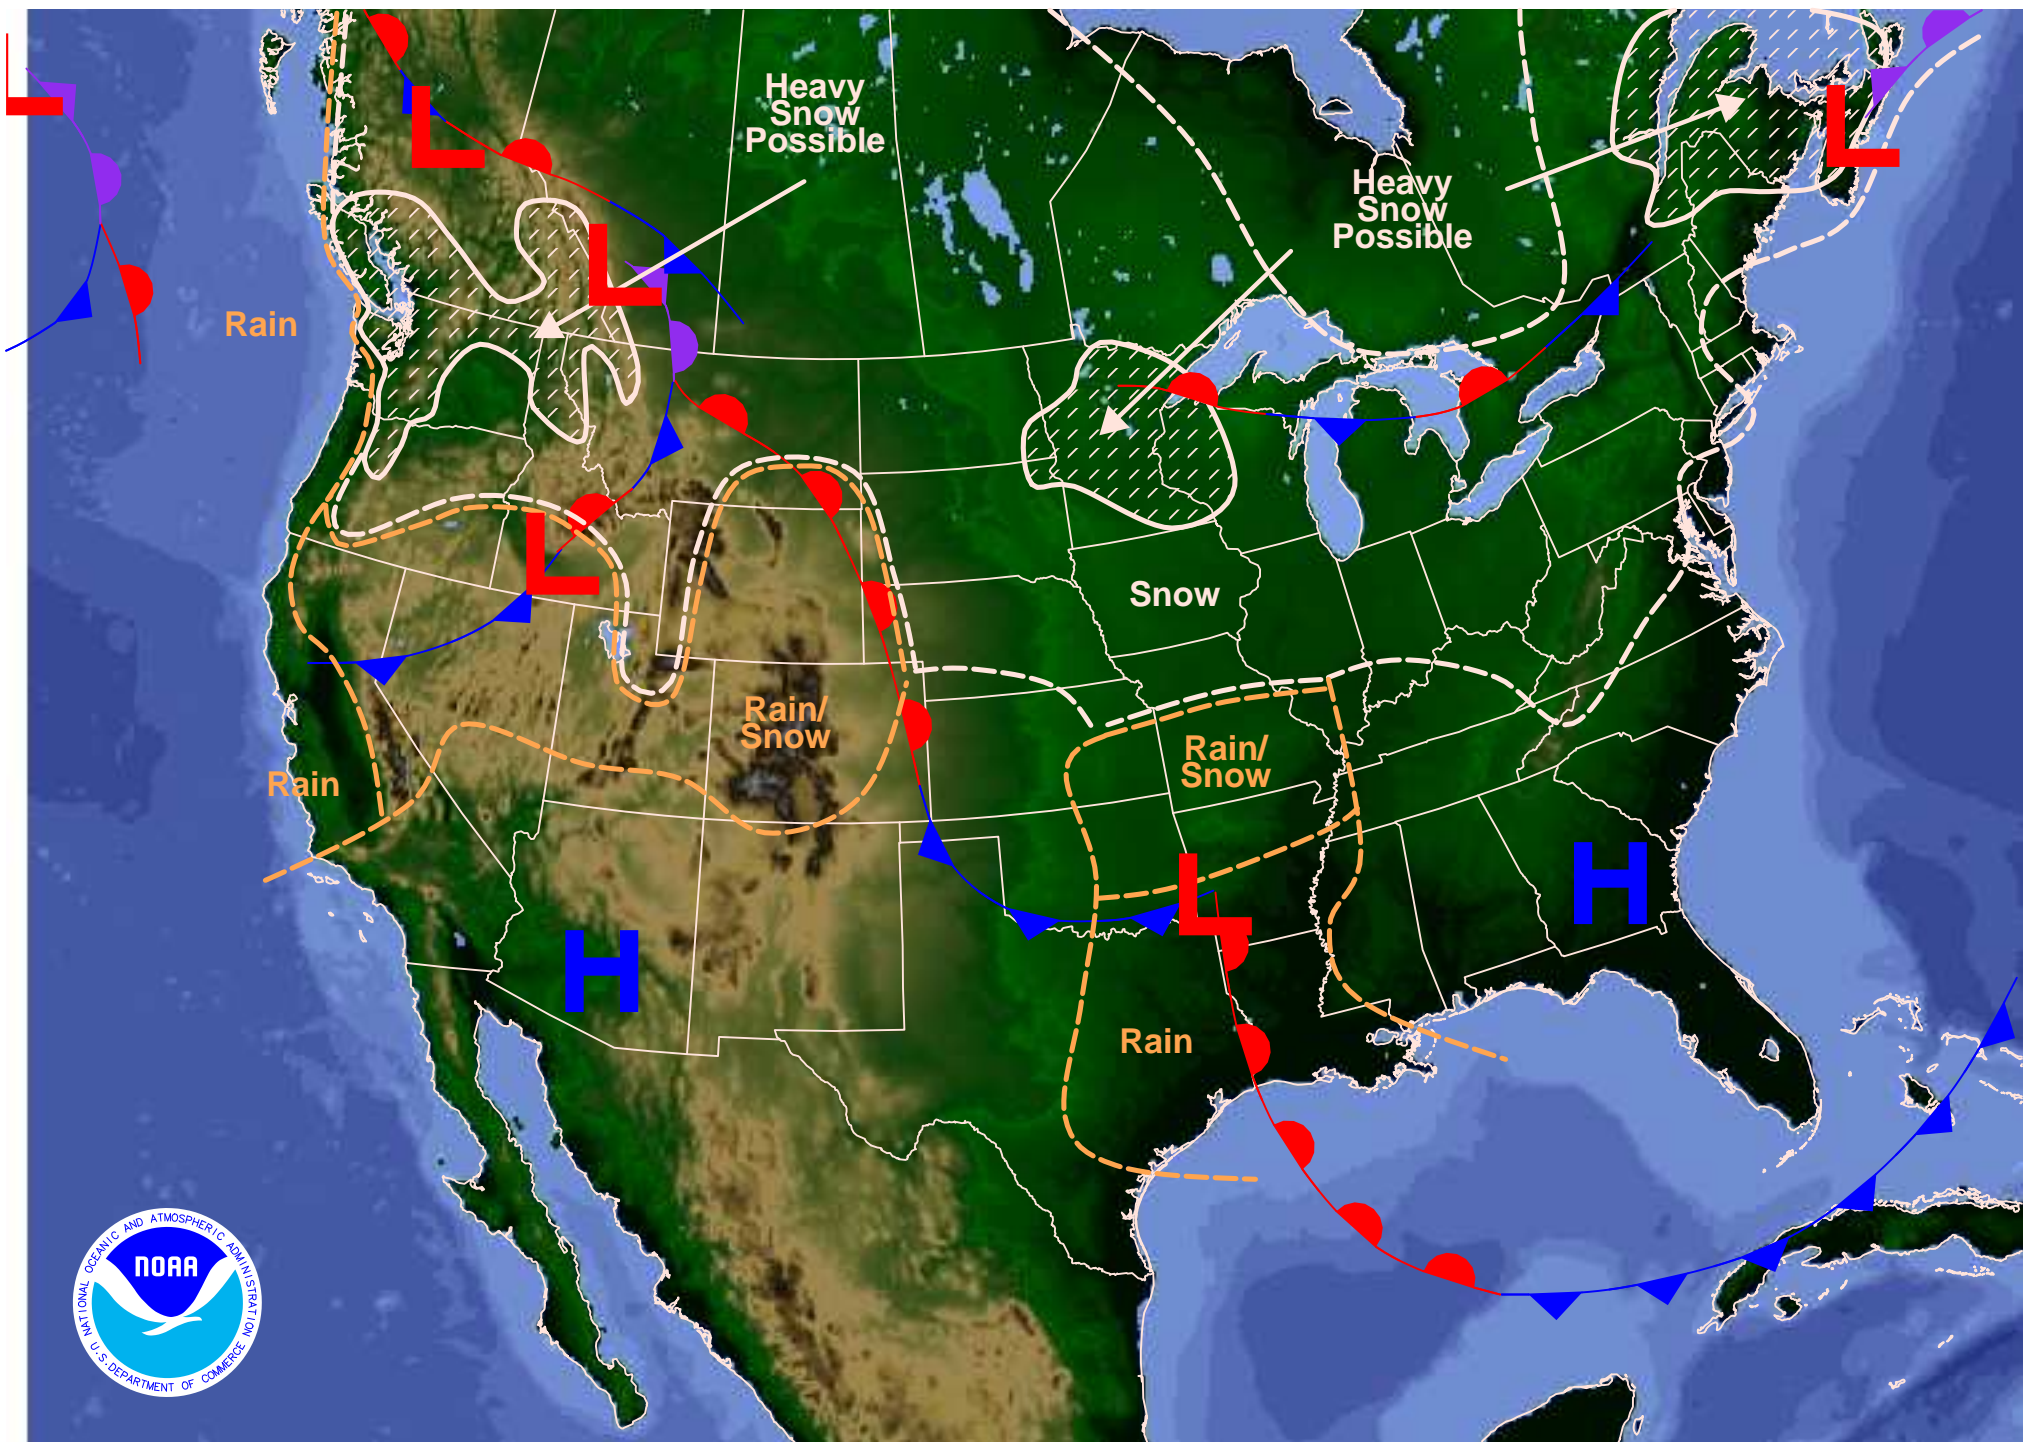 Heavy
Snow
Possible
Heavy
Snow
Possible
Rain
Snow
Rain/
Snow
Rain/
Snow
Rain
Rain
L
L
L
L
L
L
H
H
NOAA
NATIONAL OCEANIC AND ATMOSPHERIC ADMINISTRATION
U.S. DEPARTMENT OF COMMERCE